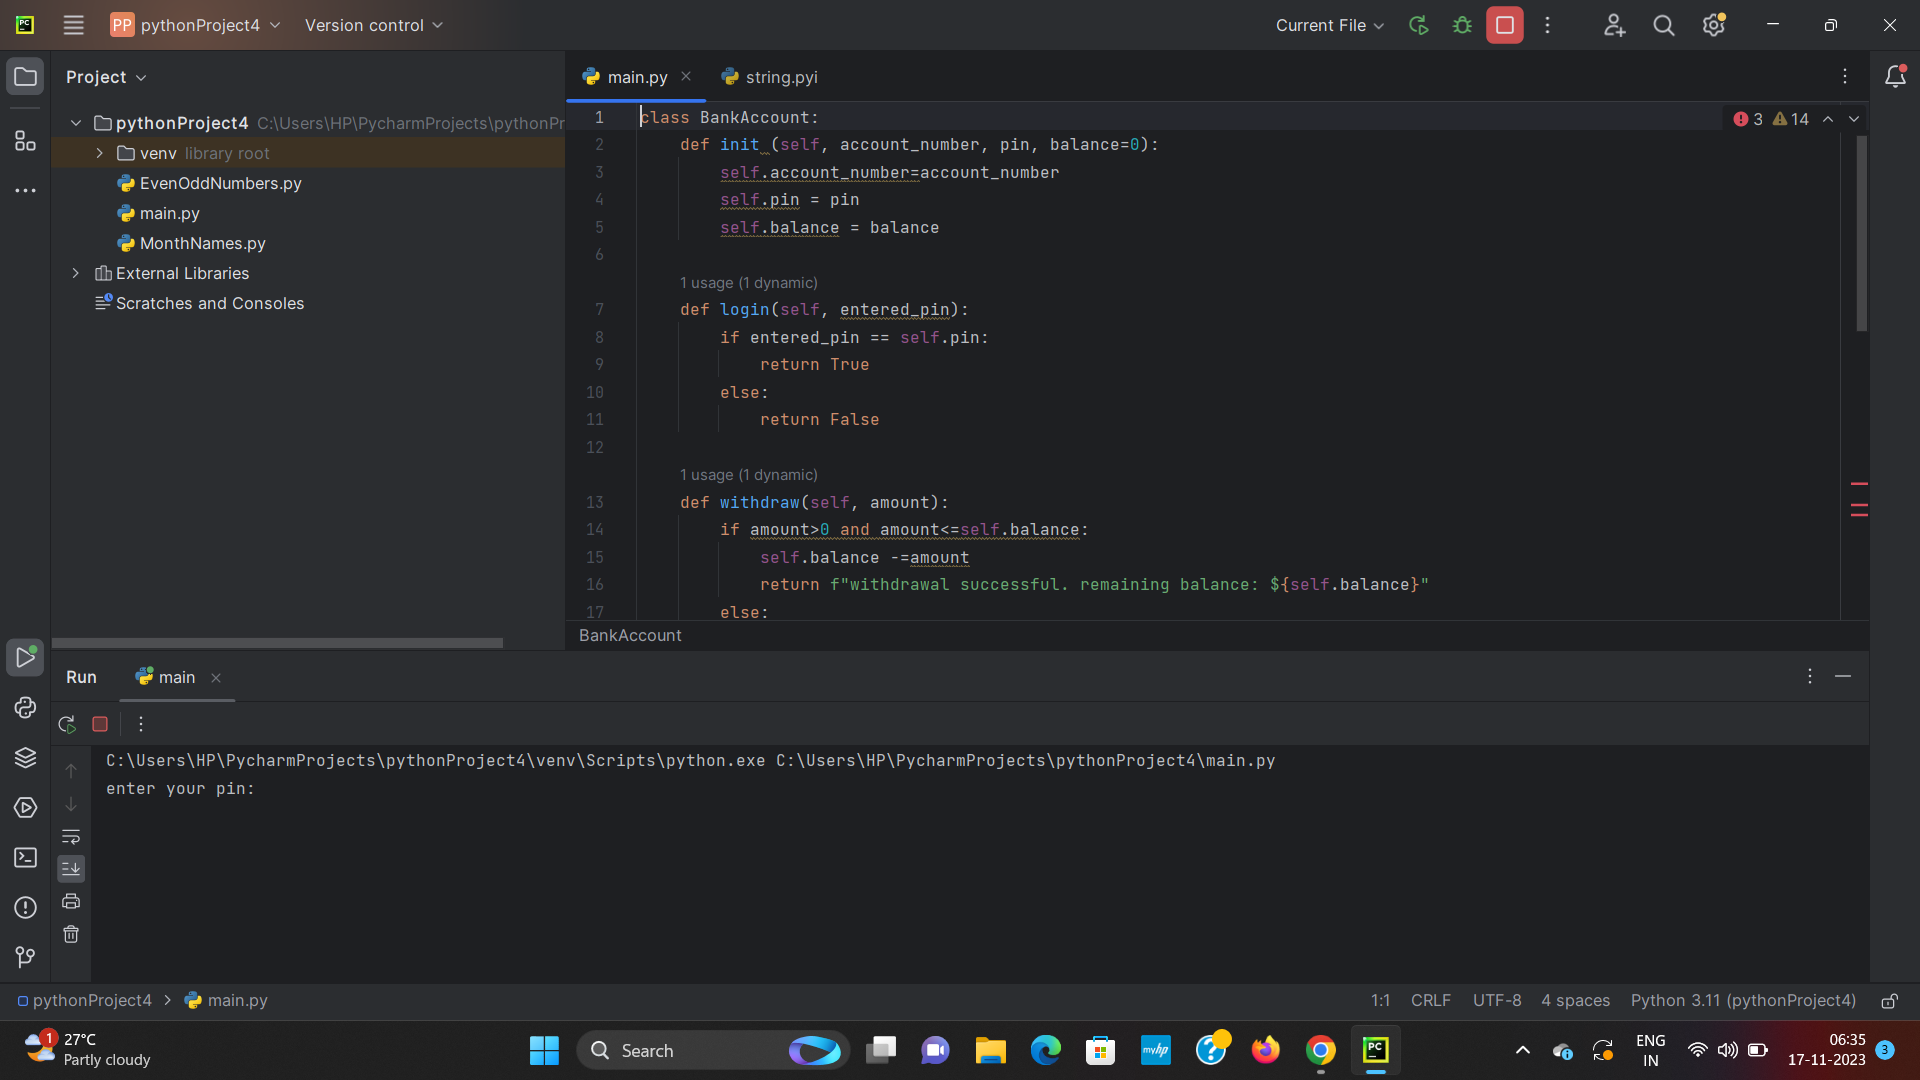 PC
PP pythonProject4
Version control
Current File
Project
main.py
string.pyi
pythonProject4 C:\Users\HP\PycharmProjects\pythonPr
venv library root
EvenOddNumbers.py
main.py
MonthNames.py
External Libraries
Scratches and Consoles
3 14
1 class BankAccount:
2 def init_(self, account_number, pin, balance=0):
3 self.account_number=account_number
4 self.pin = pin
5 self.balance = balance
6
1 usage (1 dynamic)
7 def login(self, entered_pin):
8 if entered_pin == self.pin:
9 return True
10 else:
11 return False
12
1 usage (1 dynamic)
13 def withdraw(self, amount):
14 if amount>0 and amount<=self.balance:
15 self.balance -=amount
16 return f"withdrawal successful. remaining balance: ${self.balance}"
17 else:
BankAccount
Run
main
C:\Users\HP\PycharmProjects\pythonProject4\venv\Scripts\python.exe C:\Users\HP\PycharmProjects\pythonProject4\main.py
enter your pin:
pythonProject4 > main.py
1:1 CRLF UTF-8 4 spaces Python 3.11 (pythonProject4)
1
27°C
Partly cloudy
Search
myhp
PC
ENG
IN
06:35
17-11-2023
3